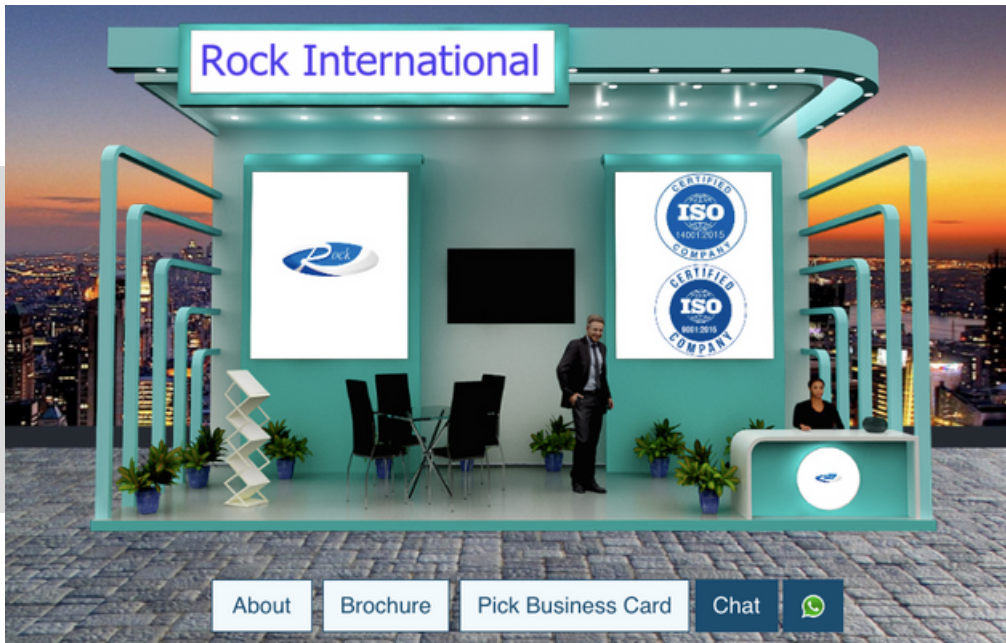 Rock International
Rock
CERTIFIED
ISO
14001:2015
COMPANY
CERTIFIED
ISO
9001:2015
COMPANY
About
Brochure
Pick Business Card
Chat